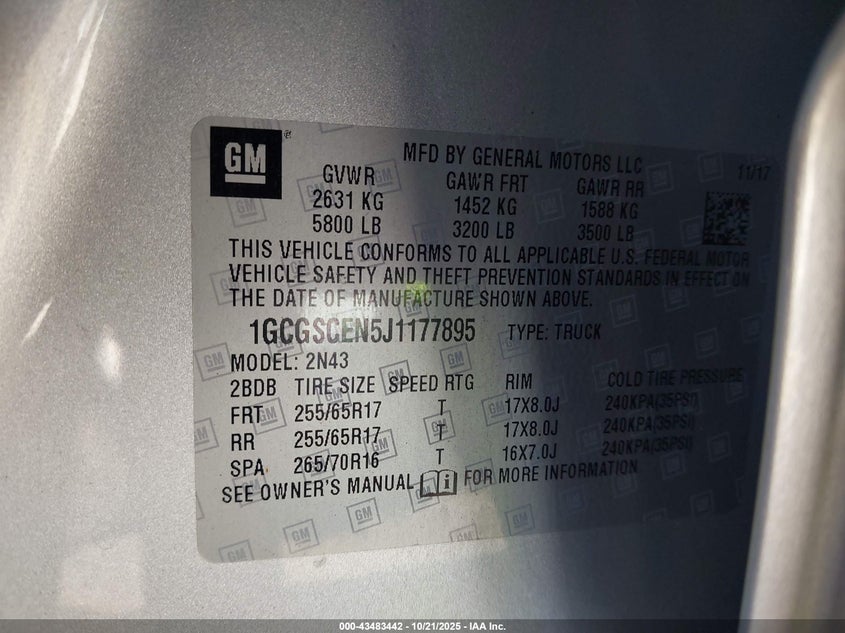 GM ®
MFD BY GENERAL MOTORS LLC
11/17
GVWR GAWR FRT GAWR RR
2631 KG 1452 KG 1588 KG
5800 LB 3200 LB 3500 LB
THIS VEHICLE CONFORMS TO ALL APPLICABLE U.S. FEDERAL MOTOR
VEHICLE SAFETY AND THEFT PREVENTION STANDARDS IN EFFECT ON
THE DATE OF MANUFACTURE SHOWN ABOVE.
1GCGSCEN5J1177895 TYPE: TRUCK
MODEL: 2N43
2BDB TIRE SIZE SPEED RTG RIM COLD TIRE PRESSURE
FRT 255/65R17 T 17X8.0J 240KPA(35PSI)
RR 255/65R17 T 17X8.0J 240KPA(35PSI)
SPA 265/70R16 T 16X7.0J 240KPA(35PSI)
SEE OWNER'S MANUAL i FOR MORE INFORMATION
000-43483442 - 10/21/2025 - IAA Inc.